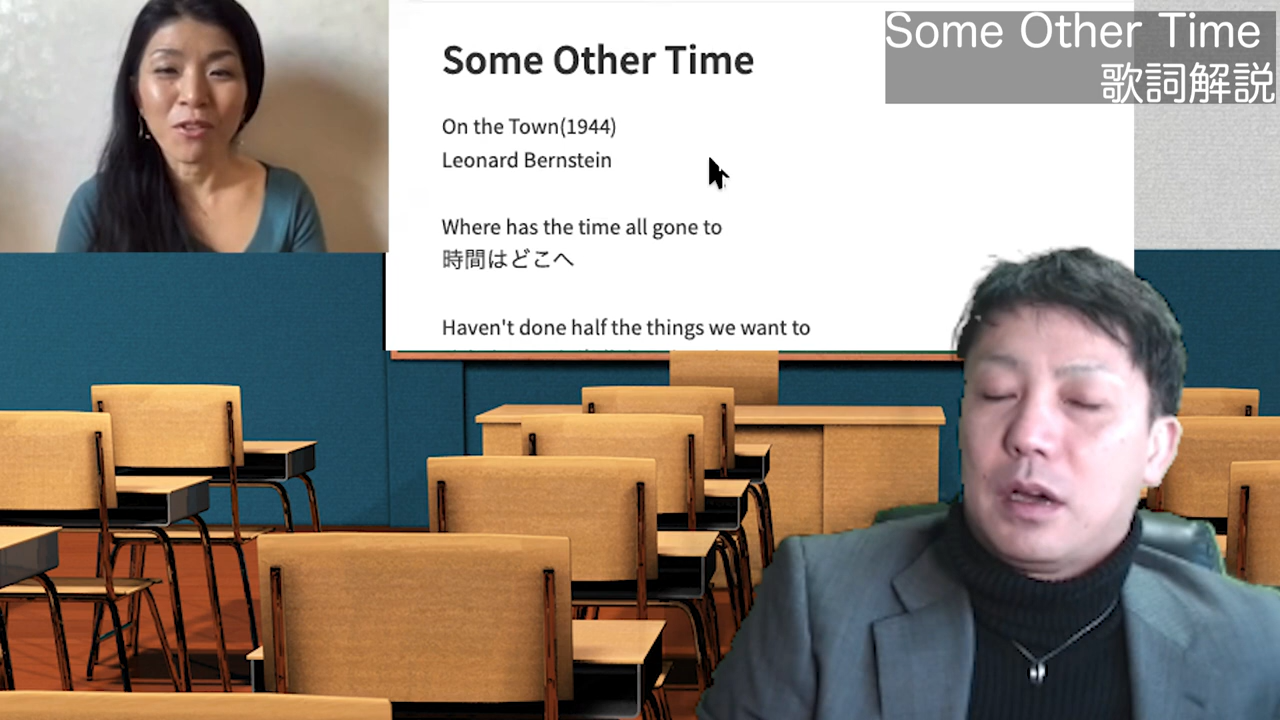 Some Other Time
On the Town(1944)
Leonard Bernstein
Where has the time all gone to
時間はどこへ
Haven't done half the things we want to
Some Other Time
歌詞解説